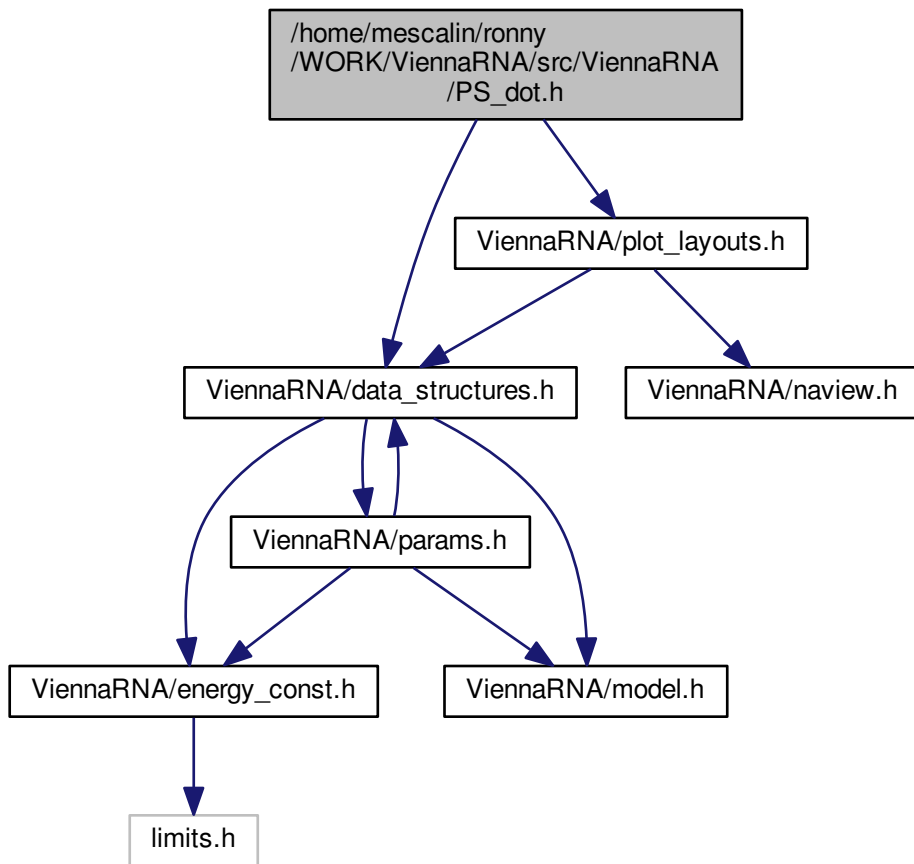 /home/mescalin/ronny
/WORK/ViennaRNA/src/ViennaRNA
/PS_dot.h
ViennaRNA/plot_layouts.h
ViennaRNA/data_structures.h
ViennaRNA/naview.h
ViennaRNA/params.h
ViennaRNA/energy_const.h
ViennaRNA/model.h
limits.h